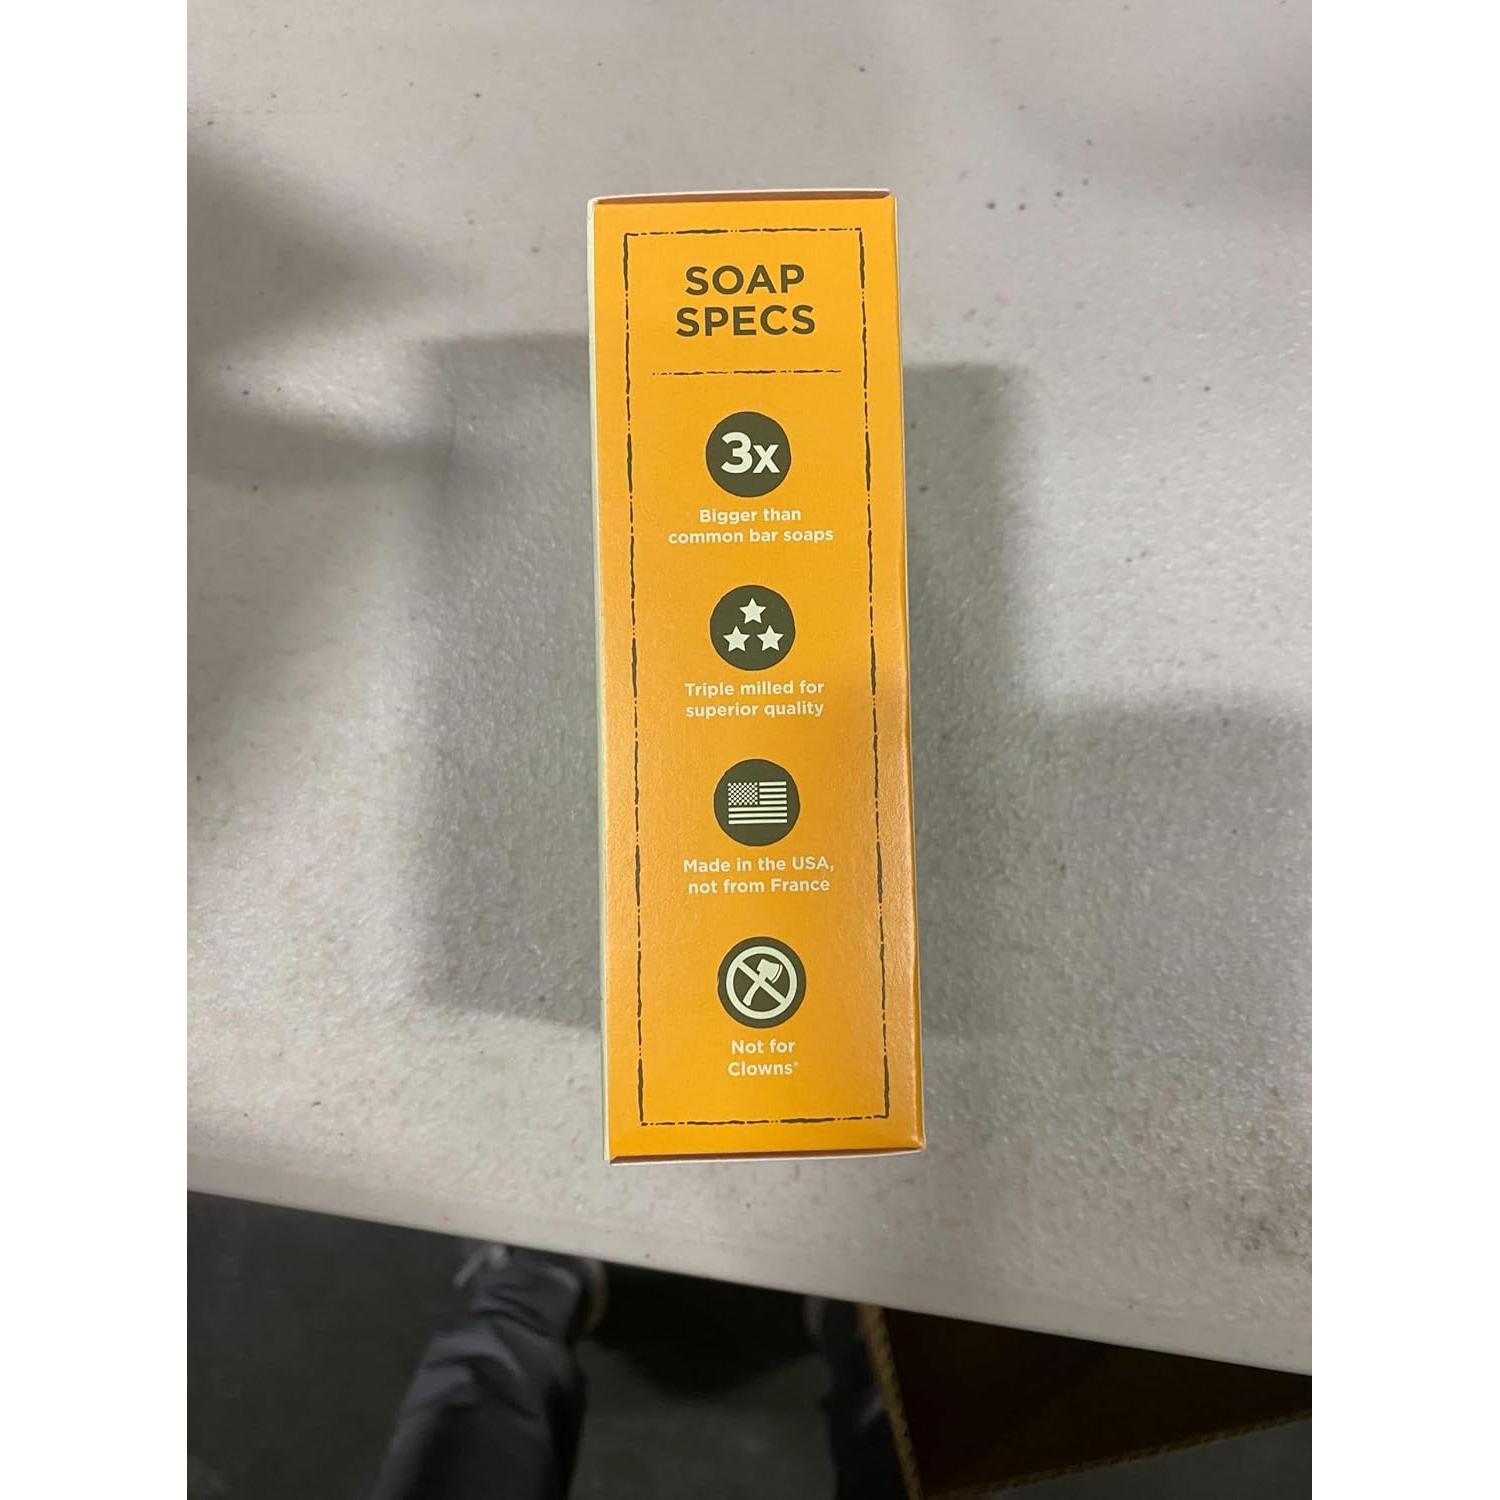 SOAP
SPECS
3x
Bigger than
common bar soaps
Triple milled for
superior quality
Made in the USA,
not from France
Not for
Clowns*